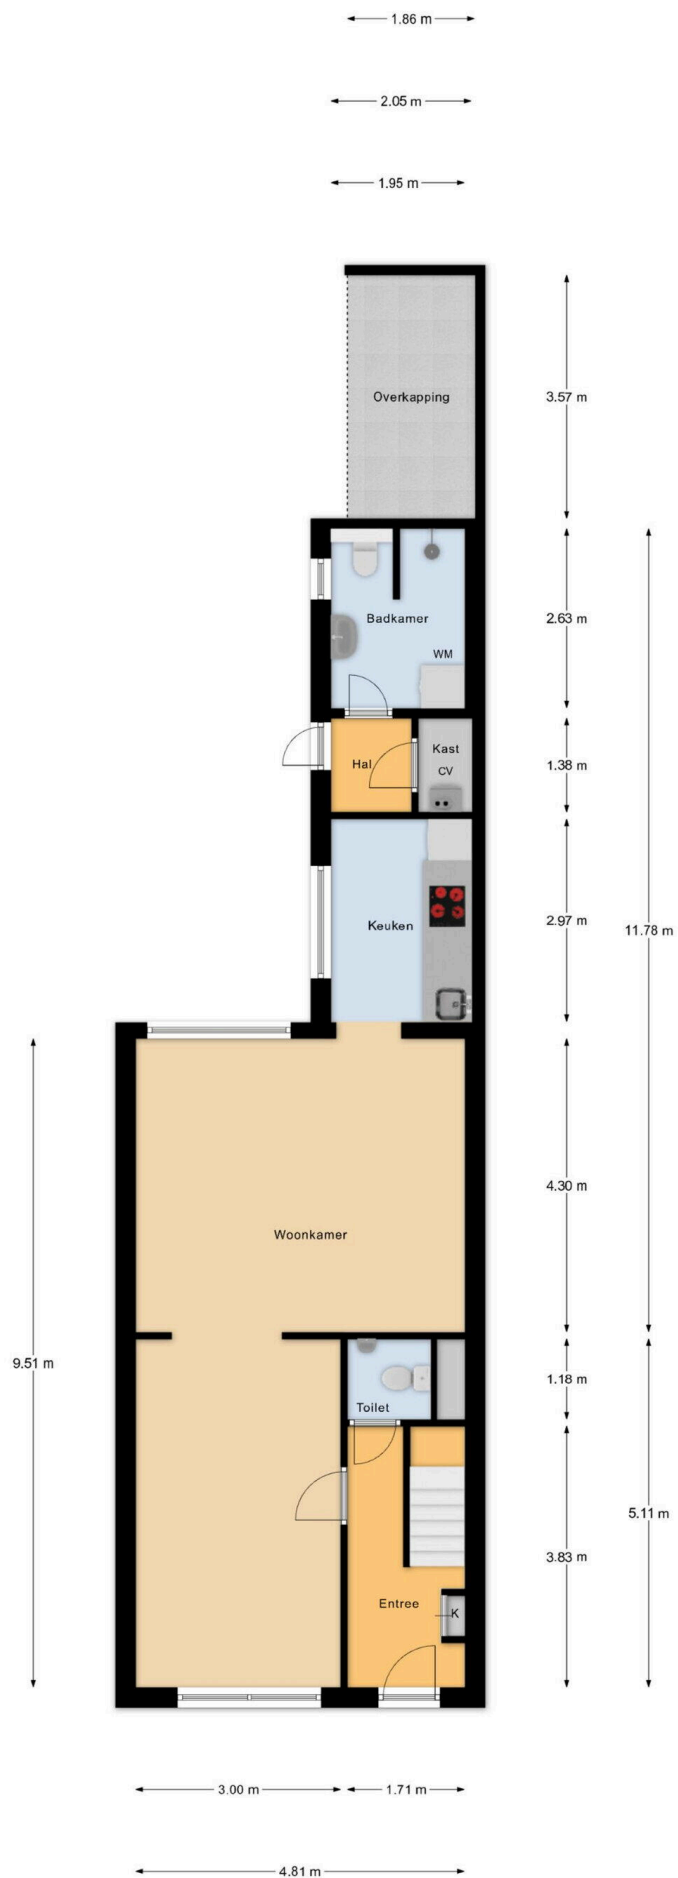 1.86 m
2.05 m
1.95 m
Overkapping
3.57 m
Badkamer
2.63 m
WM
Hal
Kast
CV
1.38 m
Keuken
2.97 m
11.78 m
4.30 m
Woonkamer
9.51 m
1.18 m
Toilet
5.11 m
3.83 m
Entree
K
3.00 m
1.71 m
4.81 m